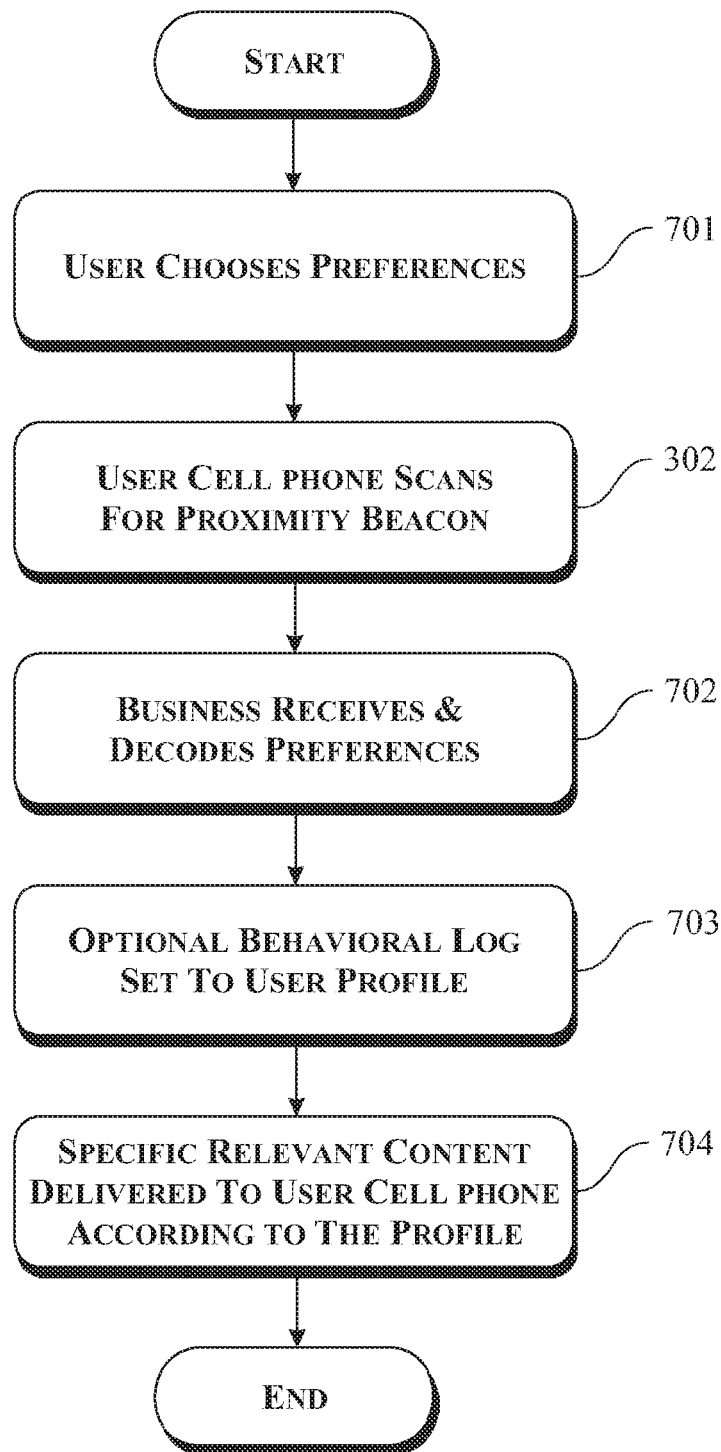 START
USER CHOOSES PREFERENCES
701
USER CELL PHONE SCANS
FOR PROXIMITY BEACON
302
BUSINESS RECEIVES &
DECODES PREFERENCES
702
OPTIONAL BEHAVIORAL LOG
SET TO USER PROFILE
703
SPECIFIC RELEVANT CONTENT
DELIVERED TO USER CELL PHONE
ACCORDING TO THE PROFILE
704
END